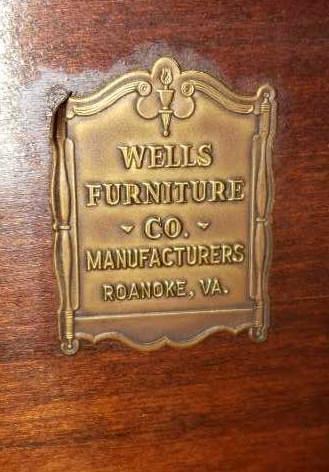 WELLS
FURNITURE
CO.
MANUFACTURERS
ROANOKE, VA.